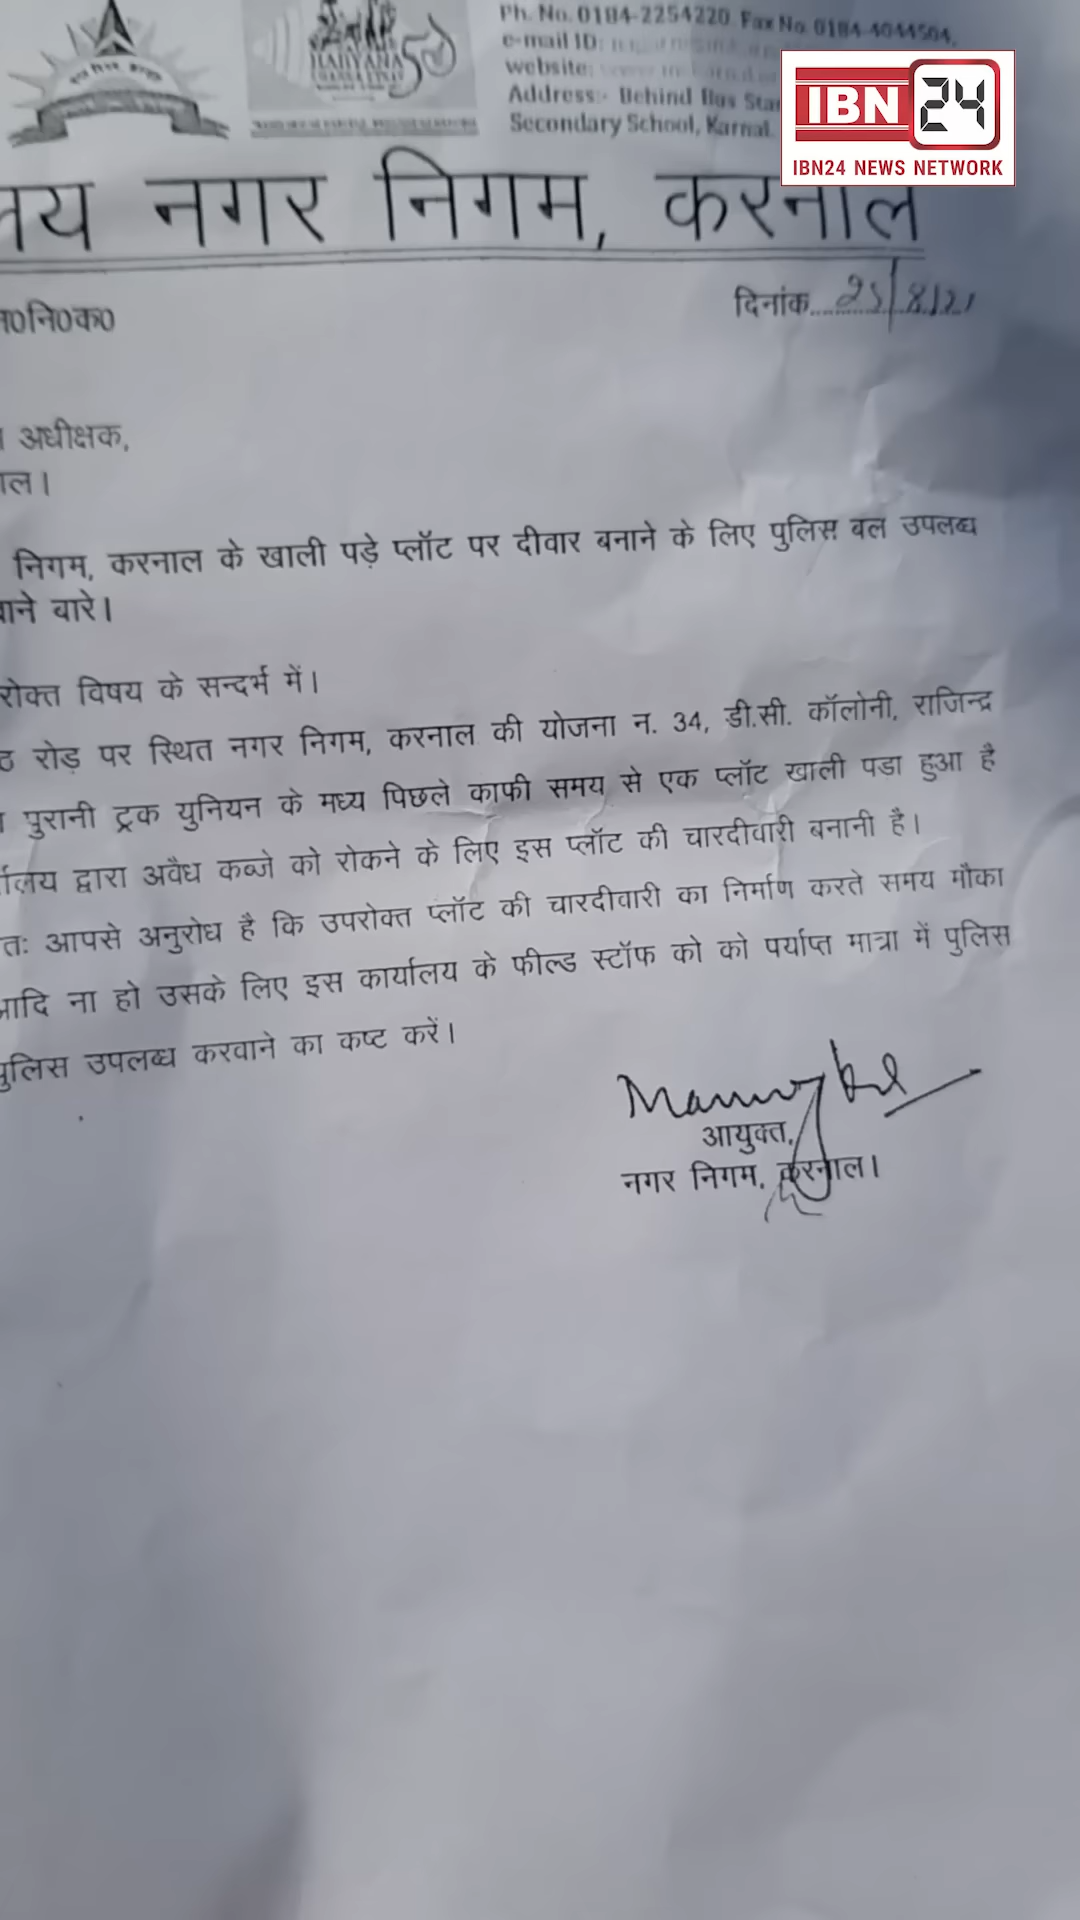 Ph. No. 0184-2254220 Fax No. 0184-4044504,
HARYANA 50
e-mail ID:
website:
Address:- Behind Bus
Secondary School, Karnal.
IBN 24
IBN24 NEWS NETWORK
नगर निगम, करनाल
न0नि0क0
दिनांक 25/8/21
अधीक्षक,
निगम, करनाल के खाली पड़े प्लॉट पर दीवार बनाने के लिए पुलिस बल उपलब्ध
बारे।
विषय के सन्दर्भ में।
रोड़ पर स्थित नगर निगम, करनाल की योजना न. 34, डी.सी. कॉलोनी, राजिन्द्र
पुरानी ट्रक युनियन के मध्य पिछले काफी समय से एक प्लॉट खाली पडा हुआ है
द्वारा अवैध कब्जे को रोकने के लिए इस प्लॉट की चारदीवारी बनानी है।
आपसे अनुरोध है कि उपरोक्त प्लॉट की चारदीवारी का निर्माण करते समय मौका
ना हो उसके लिए इस कार्यालय के फील्ड स्टॉफ को को पर्याप्त मात्रा में पुलिस
पुलिस उपलब्ध करवाने का कष्ट करें।
आयुक्त,
नगर निगम, करनाल।